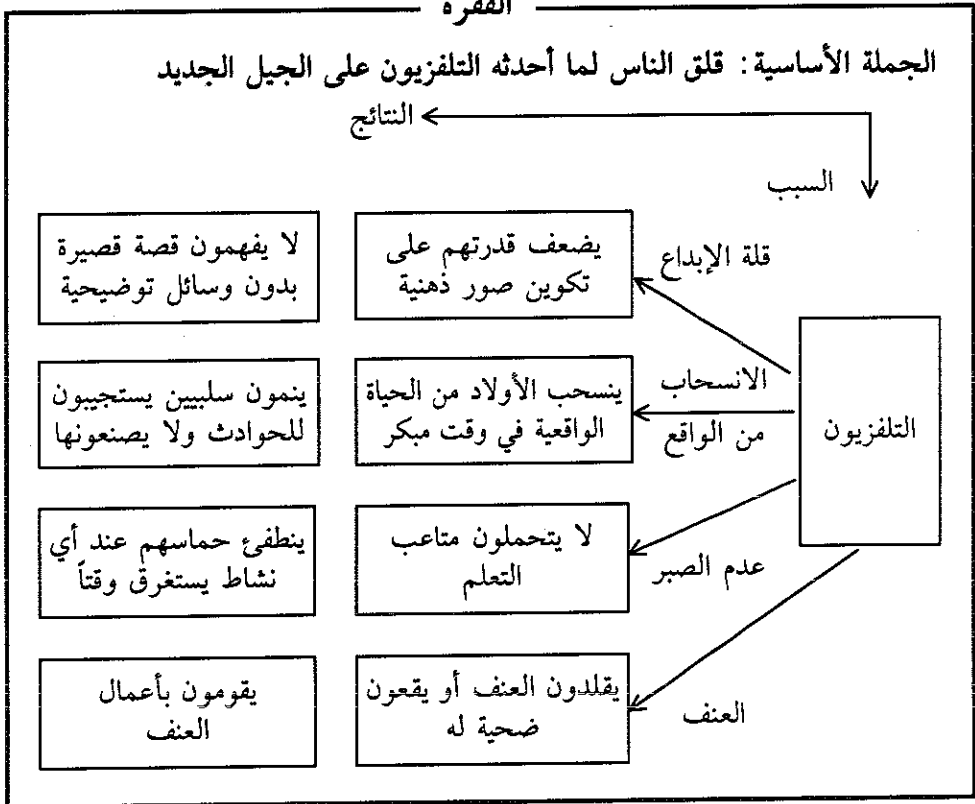 الفقرة
الجملة الأساسية: قلق الناس لما أحدثه التلفزيون على الجيل الجديد
النتائج
السبب
التلفزيون
قلة الإبداع
يضعف قدرتهم على
تكوين صور ذهنية
لا يفهمون قصة قصيرة
بدون وسائل توضيحية
الانسحاب
من الواقع
ينسحب الأولاد من الحياة
الواقعية في وقت مبكر
ينمون سلبيين يستجيبون
للحوادث ولا يصنعونها
عدم الصبر
لا يتحملون متاعب
التعلم
ينطفئ حماسهم عند أي
نشاط يستغرق وقتاً
العنف
يقلدون العنف أو يقعون
ضحية له
يقومون بأعمال
العنف